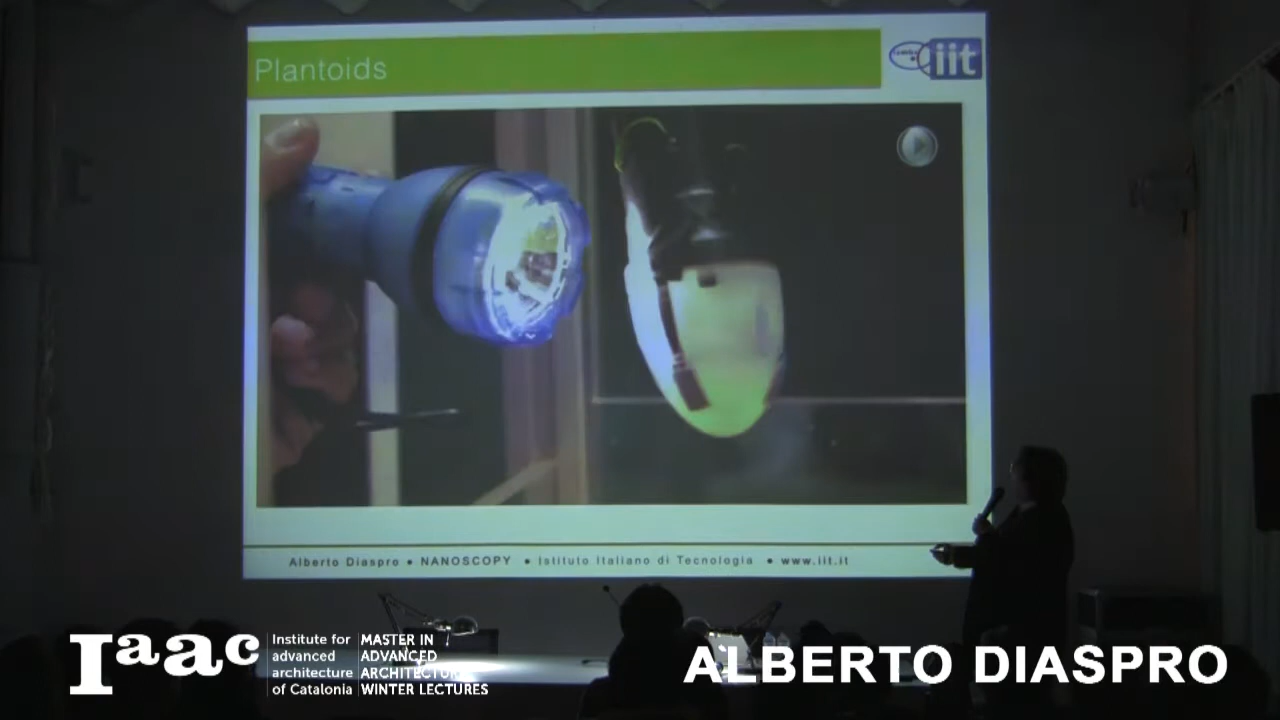 Plantoids
iit
Alberto Diaspro • NANOSCOPY • Istituto Italiano di Tecnologia • www.iit.it
Iaac
Institute for
advanced
architecture
of Catalonia
MASTER IN
ADVANCED
ARCHITECTURE
WINTER LECTURES
ALBERTO DIASPRO